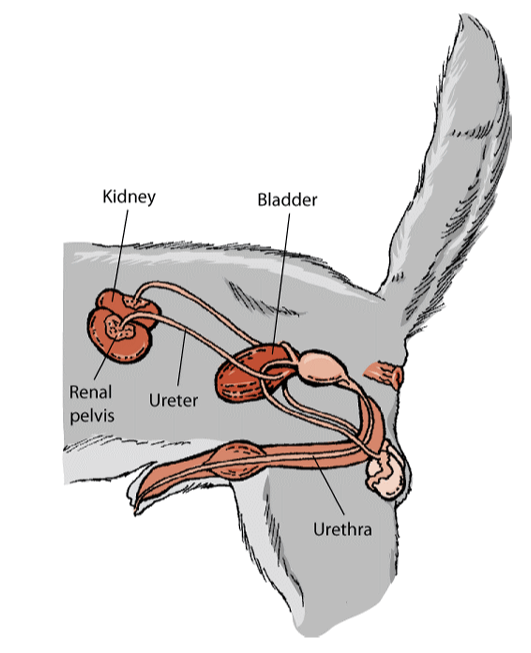 Kidney
Bladder
Renal
pelvis
Ureter
Urethra